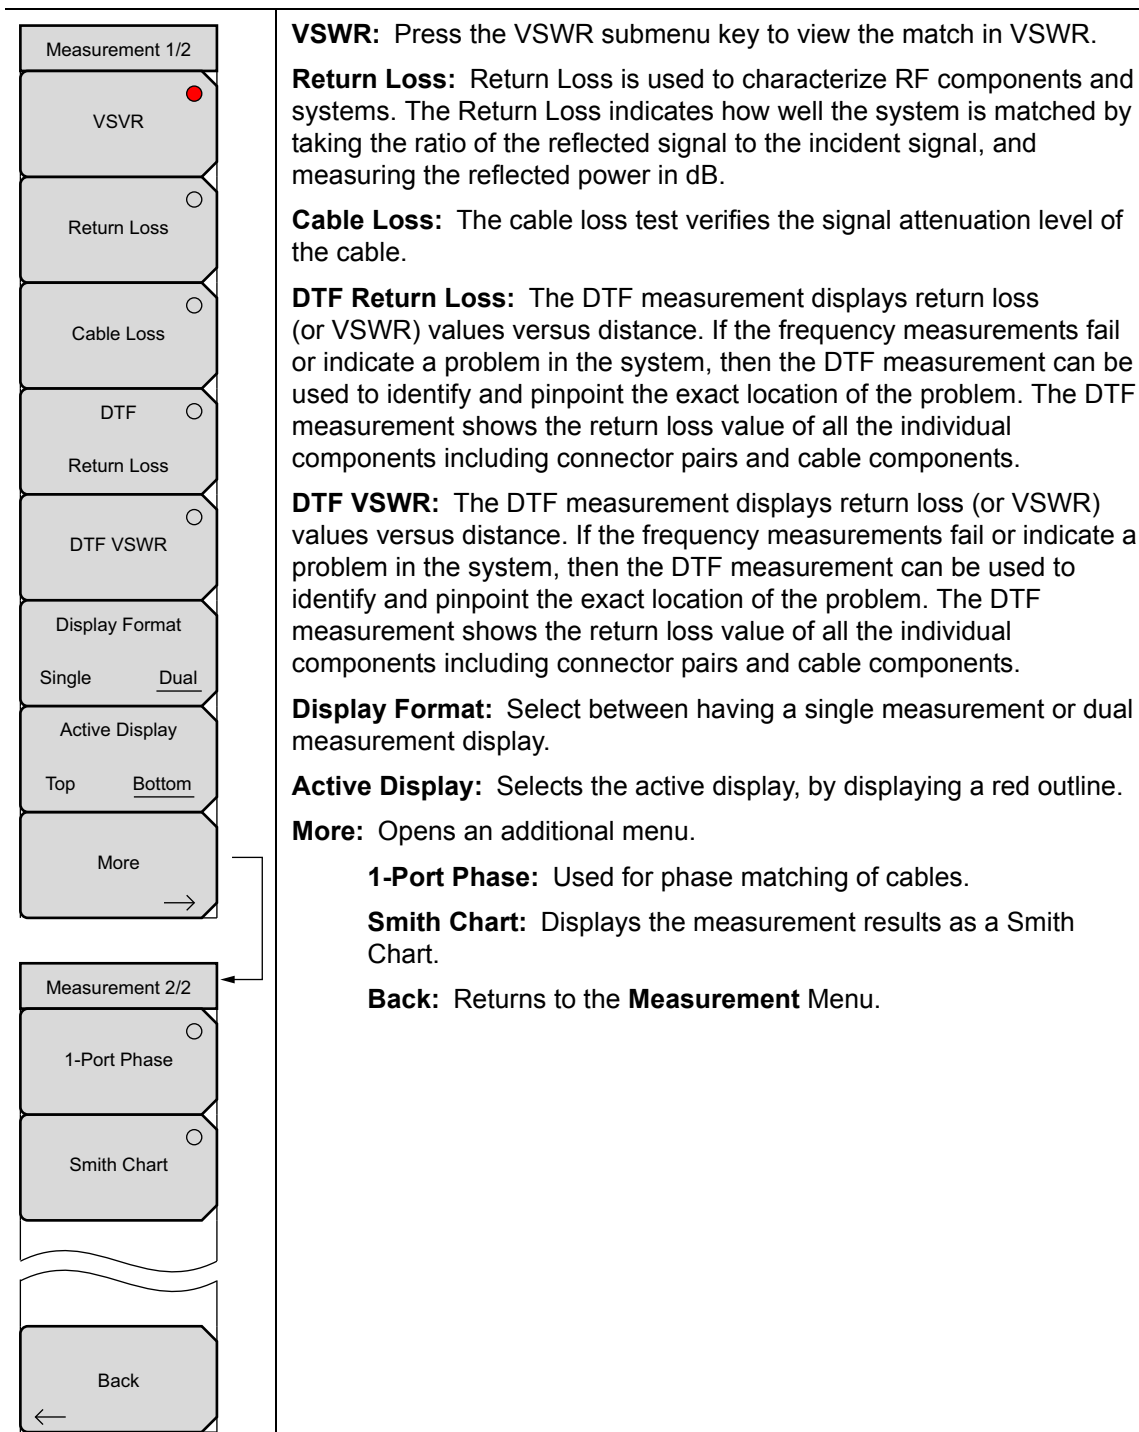 Measurement 1/2
VSVR
Return Loss
Cable Loss
DTF
Return Loss
DTF VSWR
Display Format
Single Dual
Active Display
Top Bottom
More
Measurement 2/2
1-Port Phase
Smith Chart
Back
VSWR: Press the VSWR submenu key to view the match in VSWR.
Return Loss: Return Loss is used to characterize RF components and
systems. The Return Loss indicates how well the system is matched by
taking the ratio of the reflected signal to the incident signal, and
measuring the reflected power in dB.
Cable Loss: The cable loss test verifies the signal attenuation level of
the cable.
DTF Return Loss: The DTF measurement displays return loss
(or VSWR) values versus distance. If the frequency measurements fail
or indicate a problem in the system, then the DTF measurement can be
used to identify and pinpoint the exact location of the problem. The DTF
measurement shows the return loss value of all the individual
components including connector pairs and cable components.
DTF VSWR: The DTF measurement displays return loss (or VSWR)
values versus distance. If the frequency measurements fail or indicate a
problem in the system, then the DTF measurement can be used to
identify and pinpoint the exact location of the problem. The DTF
measurement shows the return loss value of all the individual
components including connector pairs and cable components.
Display Format: Select between having a single measurement or dual
measurement display.
Active Display: Selects the active display, by displaying a red outline.
More: Opens an additional menu.
1-Port Phase: Used for phase matching of cables.
Smith Chart: Displays the measurement results as a Smith
Chart.
Back: Returns to the Measurement Menu.